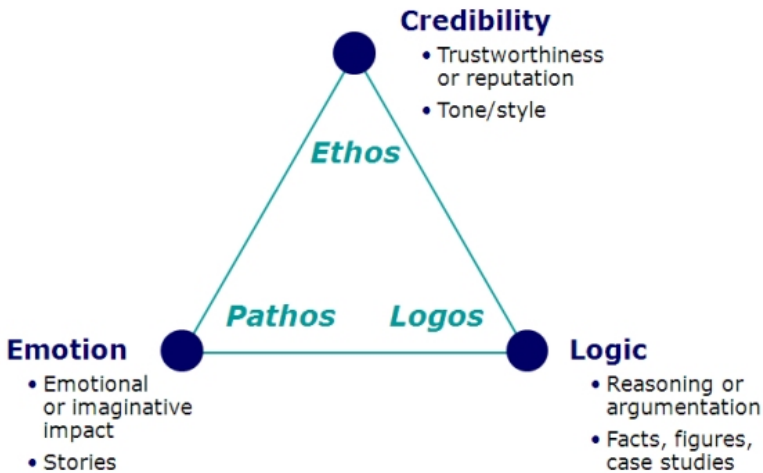 Credibility
• Trustworthiness
or reputation
• Tone/style
Ethos
Pathos Logos
Emotion
• Emotional
or imaginative
impact
• Stories
Logic
• Reasoning or
argumentation
• Facts, figures,
case studies